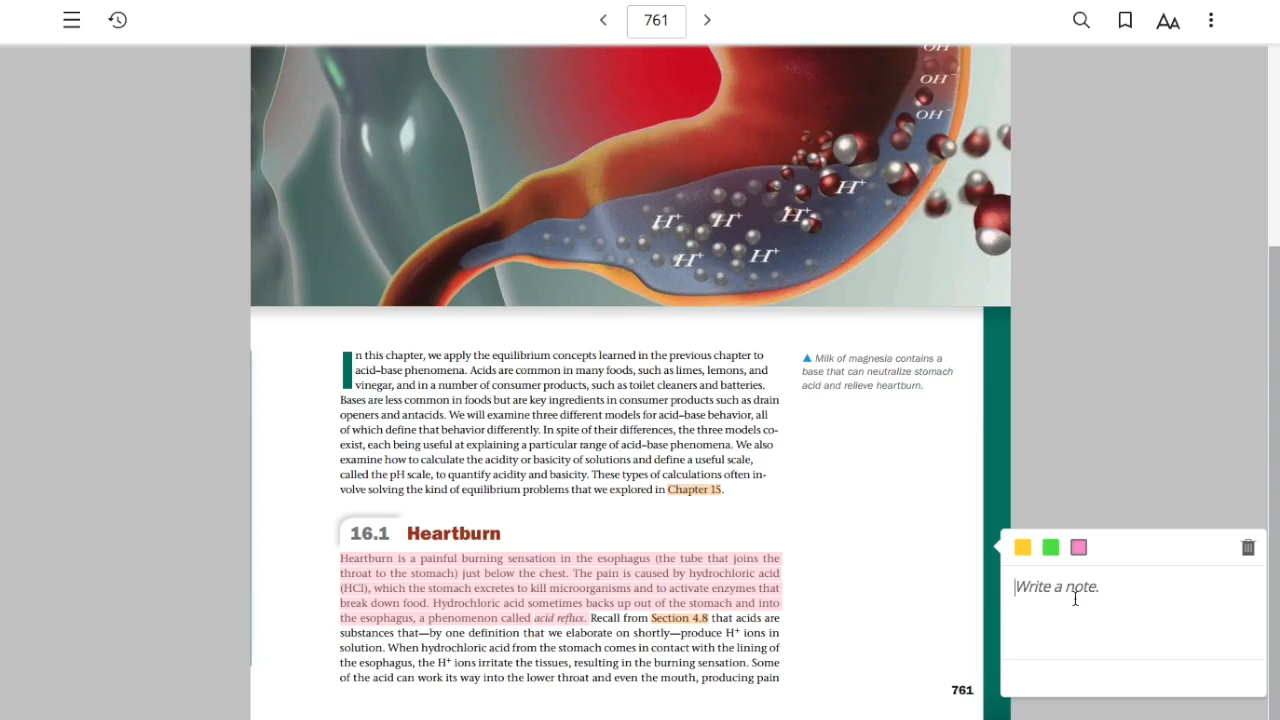 761
OH
OH⁻
OH⁻
H⁺
H⁺
H⁺
H⁺
H⁺
H⁺
In this chapter, we apply the equilibrium concepts learned in the previous chapter to
acid–base phenomena. Acids are common in many foods, such as limes, lemons, and
vinegar, and in a number of consumer products, such as toilet cleaners and batteries.
Bases are less common in foods but are key ingredients in consumer products such as drain
openers and antacids. We will examine three different models for acid–base behavior, all
of which define that behavior differently. In spite of their differences, the three models co-
exist, each being useful at explaining a particular range of acid–base phenomena. We also
examine how to calculate the acidity or basicity of solutions and define a useful scale,
called the pH scale, to quantify acidity and basicity. These types of calculations often in-
volve solving the kind of equilibrium problems that we explored in Chapter 15.
▲ Milk of magnesia contains a
base that can neutralize stomach
acid and relieve heartburn.
16.1 Heartburn
Heartburn is a painful burning sensation in the esophagus (the tube that joins the
throat to the stomach) just below the chest. The pain is caused by hydrochloric acid
(HCl), which the stomach excretes to kill microorganisms and to activate enzymes that
break down food. Hydrochloric acid sometimes backs up out of the stomach and into
the esophagus, a phenomenon called acid reflux. Recall from Section 4.8 that acids are
substances that—by one definition that we elaborate on shortly—produce H⁺ ions in
solution. When hydrochloric acid from the stomach comes in contact with the lining of
the esophagus, the H⁺ ions irritate the tissues, resulting in the burning sensation. Some
of the acid can work its way into the lower throat and even the mouth, producing pain
761
Write a note.